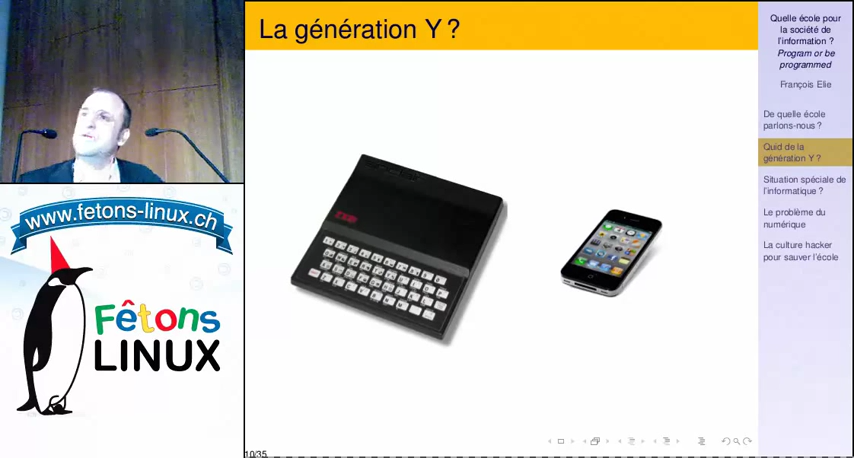 La génération Y ?
Quelle école pour
la société de
l'information ?
Program or be
programmed
François Elie
De quelle école
parlons-nous ?
Quid de la
génération Y ?
Situation spéciale de
l'informatique ?
Le problème du
numérique
La culture hacker
pour sauver l'école
www.fetons-linux.ch
Fêtons
LINUX
10/35